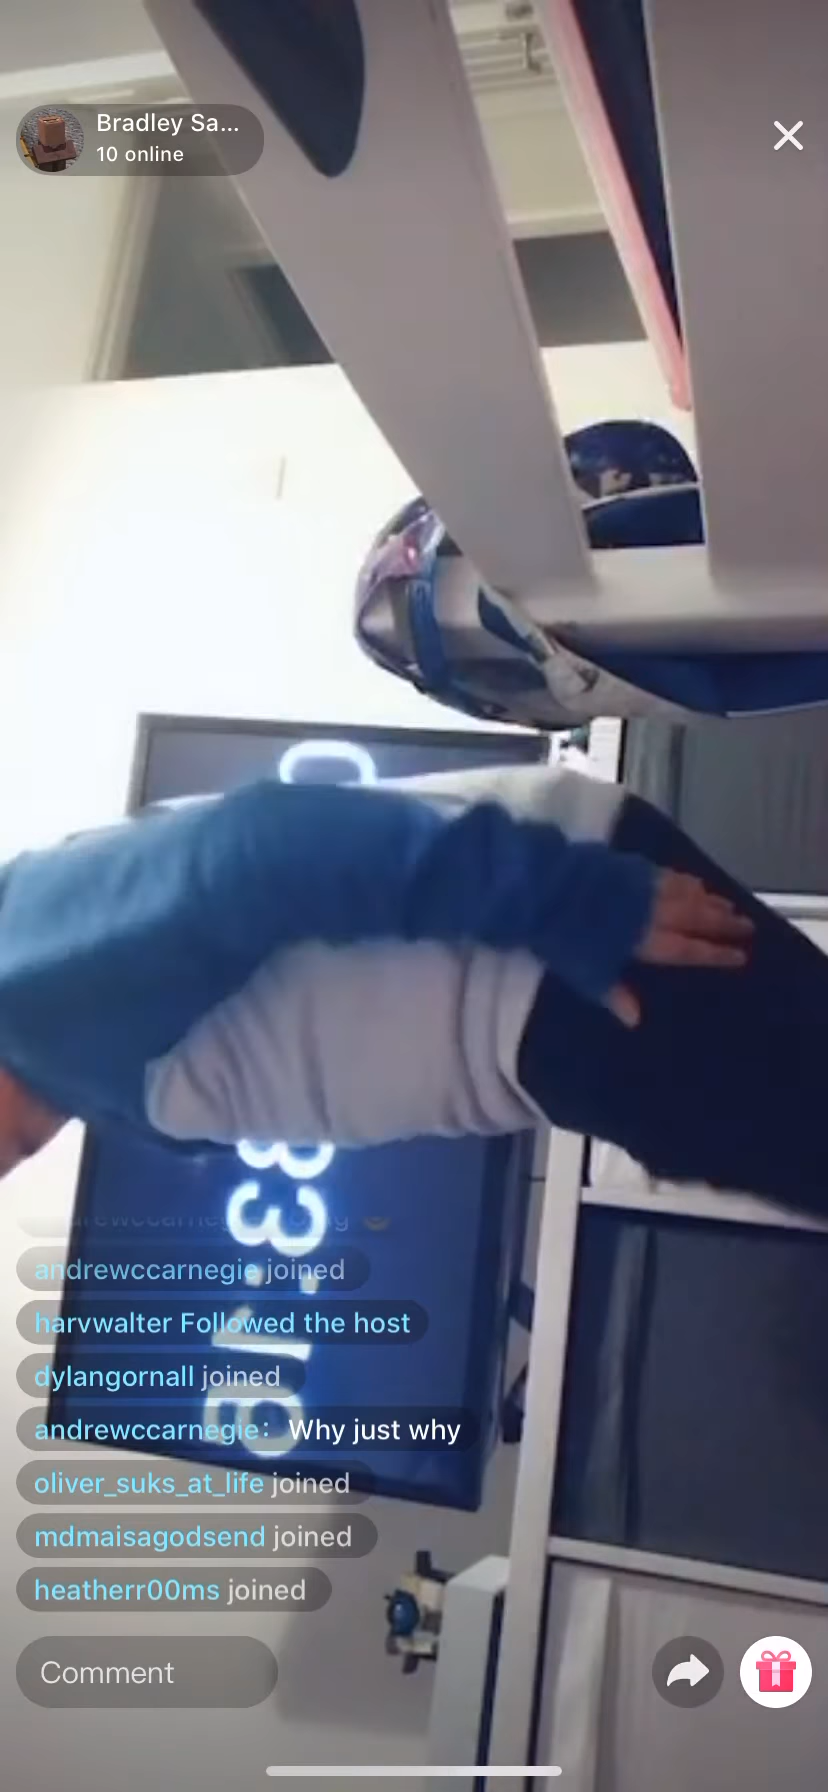 Bradley Sa...
10 online
andrewccarnegie joined
harvwalter Followed the host
dylangornall joined
andrewccarnegie: Why just why
oliver_suks_at_life joined
mdmaisagodsend joined
heatherr00ms joined
Comment